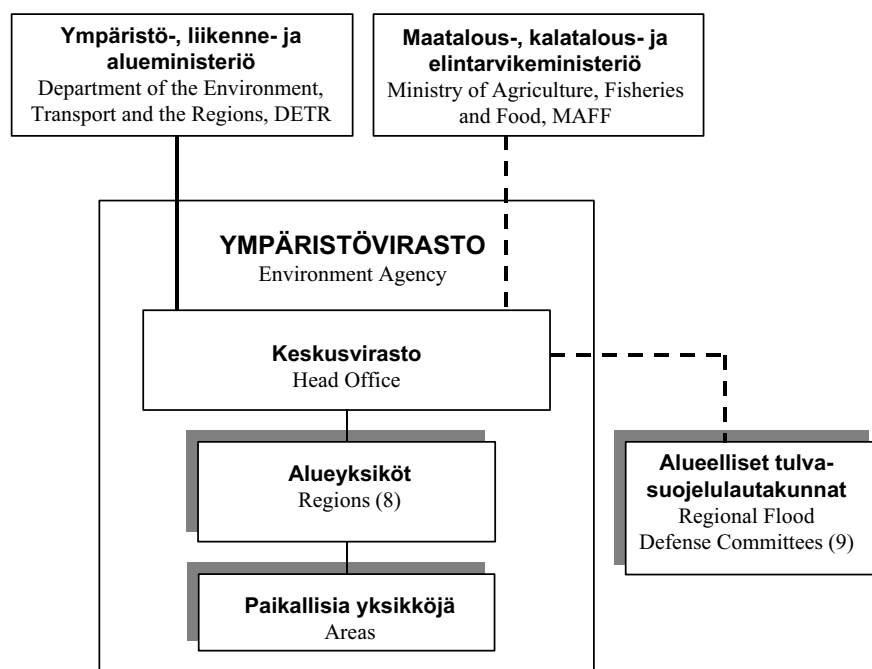 Ympäristö-, liikenne- ja
alueministeriö
Department of the Environment,
Transport and the Regions, DETR
Maatalous-, kalatalous- ja
elintarvikeministeriö
Ministry of Agriculture, Fisheries
and Food, MAFF
YMPÄRISTÖVIRASTO
Environment Agency
Keskusvirasto
Head Office
Alueyksiköt
Regions (8)
Alueelliset tulva-
suojelulautakunnat
Regional Flood
Defense Committees (9)
Paikallisia yksikköjä
Areas